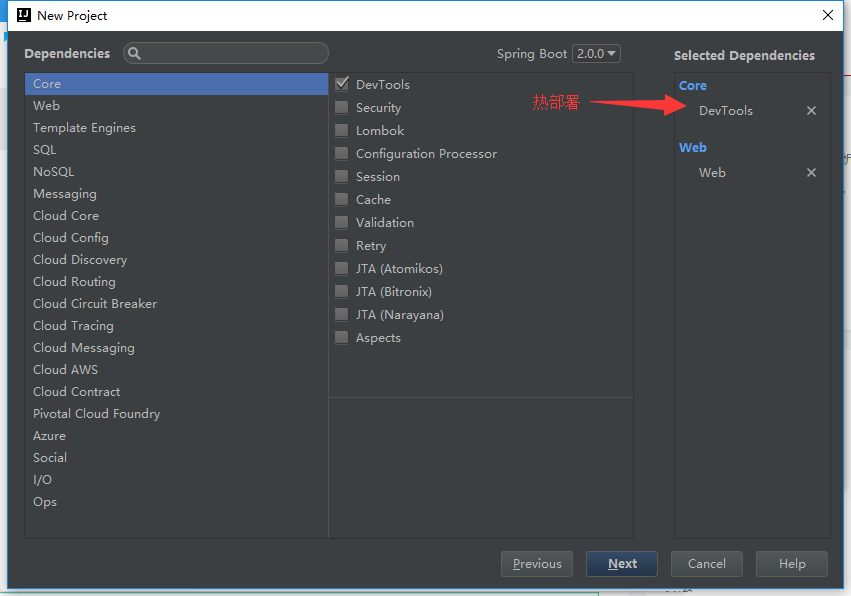 New Project
Dependencies
Spring Boot 2.0.0
Selected Dependencies
Core
Web
Template Engines
SQL
NoSQL
Messaging
Cloud Core
Cloud Config
Cloud Discovery
Cloud Routing
Cloud Circuit Breaker
Cloud Tracing
Cloud Messaging
Cloud AWS
Cloud Contract
Pivotal Cloud Foundry
Azure
Social
I/O
Ops
DevTools
Security
Lombok
Configuration Processor
Session
Cache
Validation
Retry
JTA (Atomikos)
JTA (Bitronix)
JTA (Narayana)
Aspects
热部署
Core
DevTools
Web
Web
Previous
Next
Cancel
Help